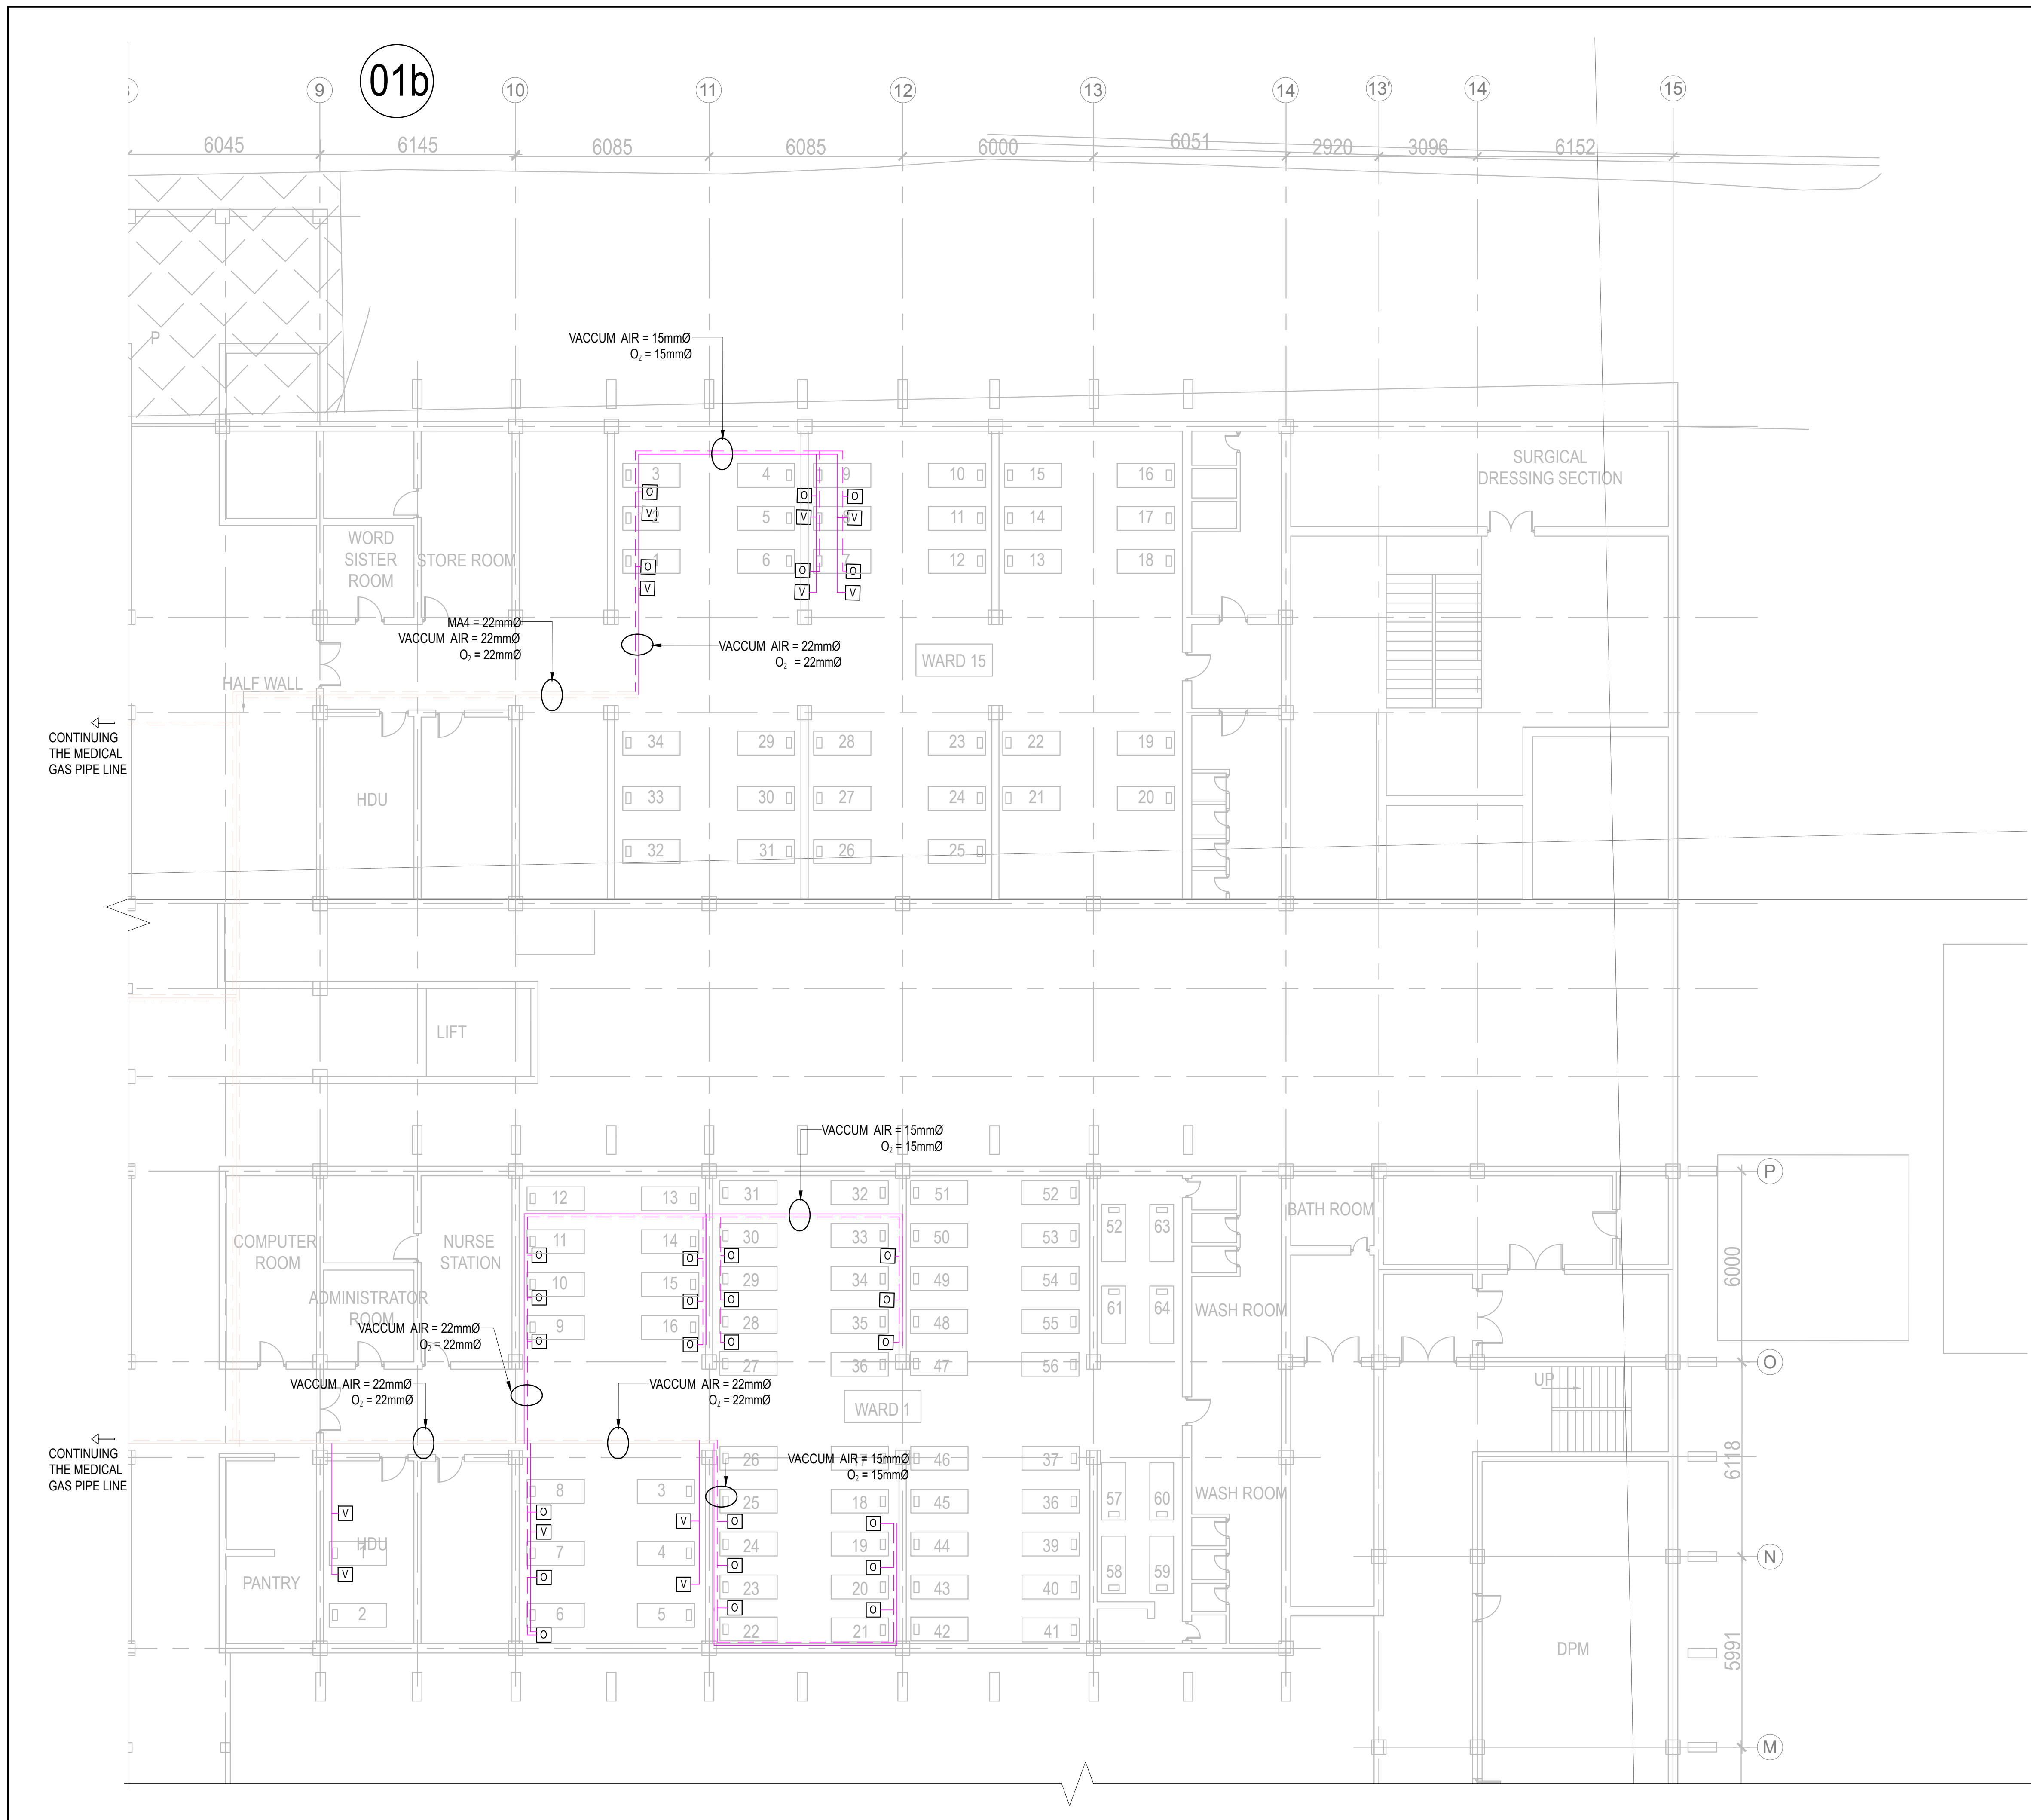 01b
9 10 11 12 13 14 13' 14 15
6045 6145 6085 6085 6000 6051 2920 3096 6152
P
VACCUM AIR = 15mmØ
O₂ = 15mmØ
3 4 9 10 15 16
O O O
V V V
2 5 8 11 14 17
1 6 7 12 13 18
O O O
V V V
SURGICAL
DRESSING SECTION
WORD
SISTER
ROOM
STORE ROOM
MA4 = 22mmØ
VACCUM AIR = 22mmØ
O₂ = 22mmØ
VACCUM AIR = 22mmØ
O₂ = 22mmØ
WARD 15
HALF WALL
CONTINUING
THE MEDICAL
GAS PIPE LINE
HDU
34 29 28 23 22 19
33 30 27 24 21 20
32 31 26 25
LIFT
VACCUM AIR = 15mmØ
O₂ = 15mmØ
P
12 13 31 32 51 52
52 63
BATH ROOM
COMPUTER
ROOM
NURSE
STATION
11 14 30 33 50 53
O O O O
10 15 29 34 49 54
O O O O
9 16 28 35 48 55
O O O O
27 36 47 56
61 64
WASH ROOM
6000
ADMINISTRATOR
ROOM
VACCUM AIR = 22mmØ
O₂ = 22mmØ
O
UP
VACCUM AIR = 22mmØ
O₂ = 22mmØ
VACCUM AIR = 22mmØ
O₂ = 22mmØ
WARD 1
CONTINUING
THE MEDICAL
GAS PIPE LINE
VACCUM AIR = 15mmØ
O₂ = 15mmØ
26 17 46 37
8 3 25 18 45 36
57 60
WASH ROOM
6118
V O V O O
V
HDU
1 7 4 24 19 44 39
N
V O V O O
PANTRY
23 20 43 40
58 59
2 6 5 22 21 42 41
O O O
DPM
5991
M